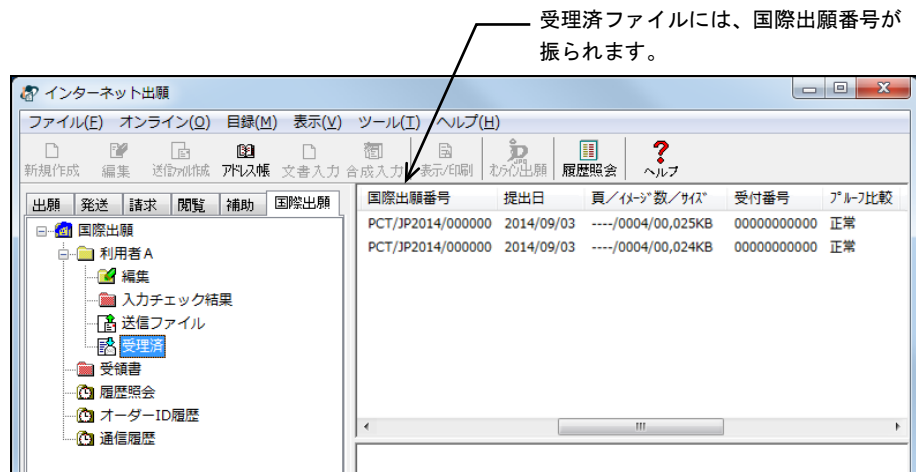 受理済ファイルには、国際出願番号が
振られます。
インターネット出願
ファイル(F) オンライン(O) 目録(M) 表示(V) ツール(T) ヘルプ(H)
新規作成 編集 送信ﾌｧｲﾙ作成 ｱﾄﾞﾚｽ帳 文書入力 合成入力 表示/印刷 ｵﾝﾗｲﾝ出願 履歴照会 ヘルプ
出願 発送 請求 閲覧 補助 国際出願
国際出願番号 提出日 頁／ｲﾒｰｼﾞ数／ｻｲｽﾞ 受付番号 ﾌﾟﾙｰﾌ比較
PCT/JP2014/000000 2014/09/03 ----/0004/00,025KB 00000000000 正常
PCT/JP2014/000000 2014/09/03 ----/0004/00,024KB 00000000000 正常
国際出願
利用者Ａ
編集
入力チェック結果
送信ファイル
受理済
受領書
履歴照会
オーダーID履歴
通信履歴